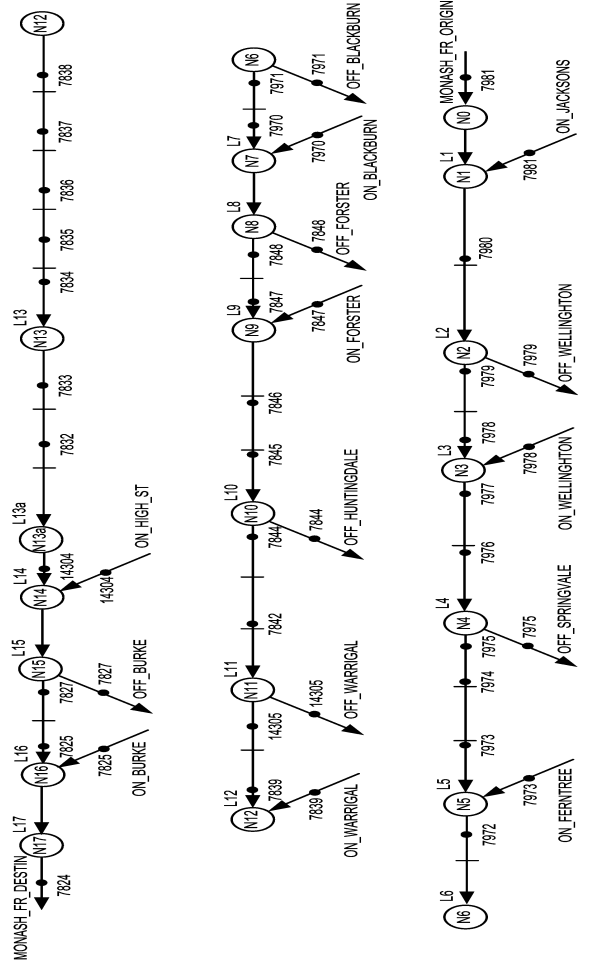 MONASH_FR_DESTIN
7824
L17
N17
L16
N16
7825
7825
ON_BURKE
L15
N15
7827
7827
OFF_BURKE
L14
N14
14304
14304
ON_HIGH_ST
L13a
N13a
7832
7833
L13
N13
7834
7835
7836
7837
7838
N12
L12
N12
7839
7839
ON_WARRIGAL
L11
N11
14305
14305
OFF_WARRIGAL
7842
L10
N10
7844
7844
OFF_HUNTINGDALE
7845
7846
L9
N9
7847
7847
ON_FORSTER
L8
N8
7848
7848
OFF_FORSTER
L7
N7
7970
7970
ON_BLACKBURN
N6
7971
7971
OFF_BLACKBURN
L6
N6
7972
L5
N5
7973
7973
ON_FERNTREE
7974
L4
N4
7975
7975
OFF_SPRINGVALE
7976
7977
L3
N3
7978
7978
ON_WELLINGHTON
L2
N2
7979
7979
OFF_WELLINGHTON
7980
L1
N1
7981
ON_JACKSONS
N0
7981
MONASH_FR_ORIGIN